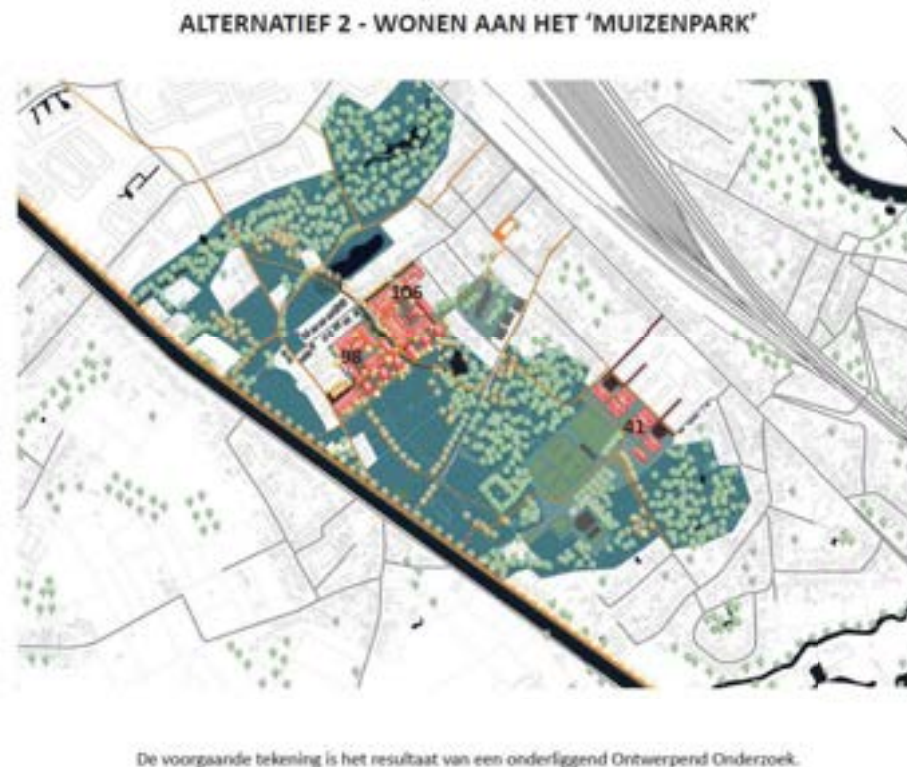 ALTERNATIEF 2 - WONEN AAN HET ‘MUIZENPARK’
106
98
41
De voorgaande tekening is het resultaat van een onderliggend Ontwerpend Onderzoek.